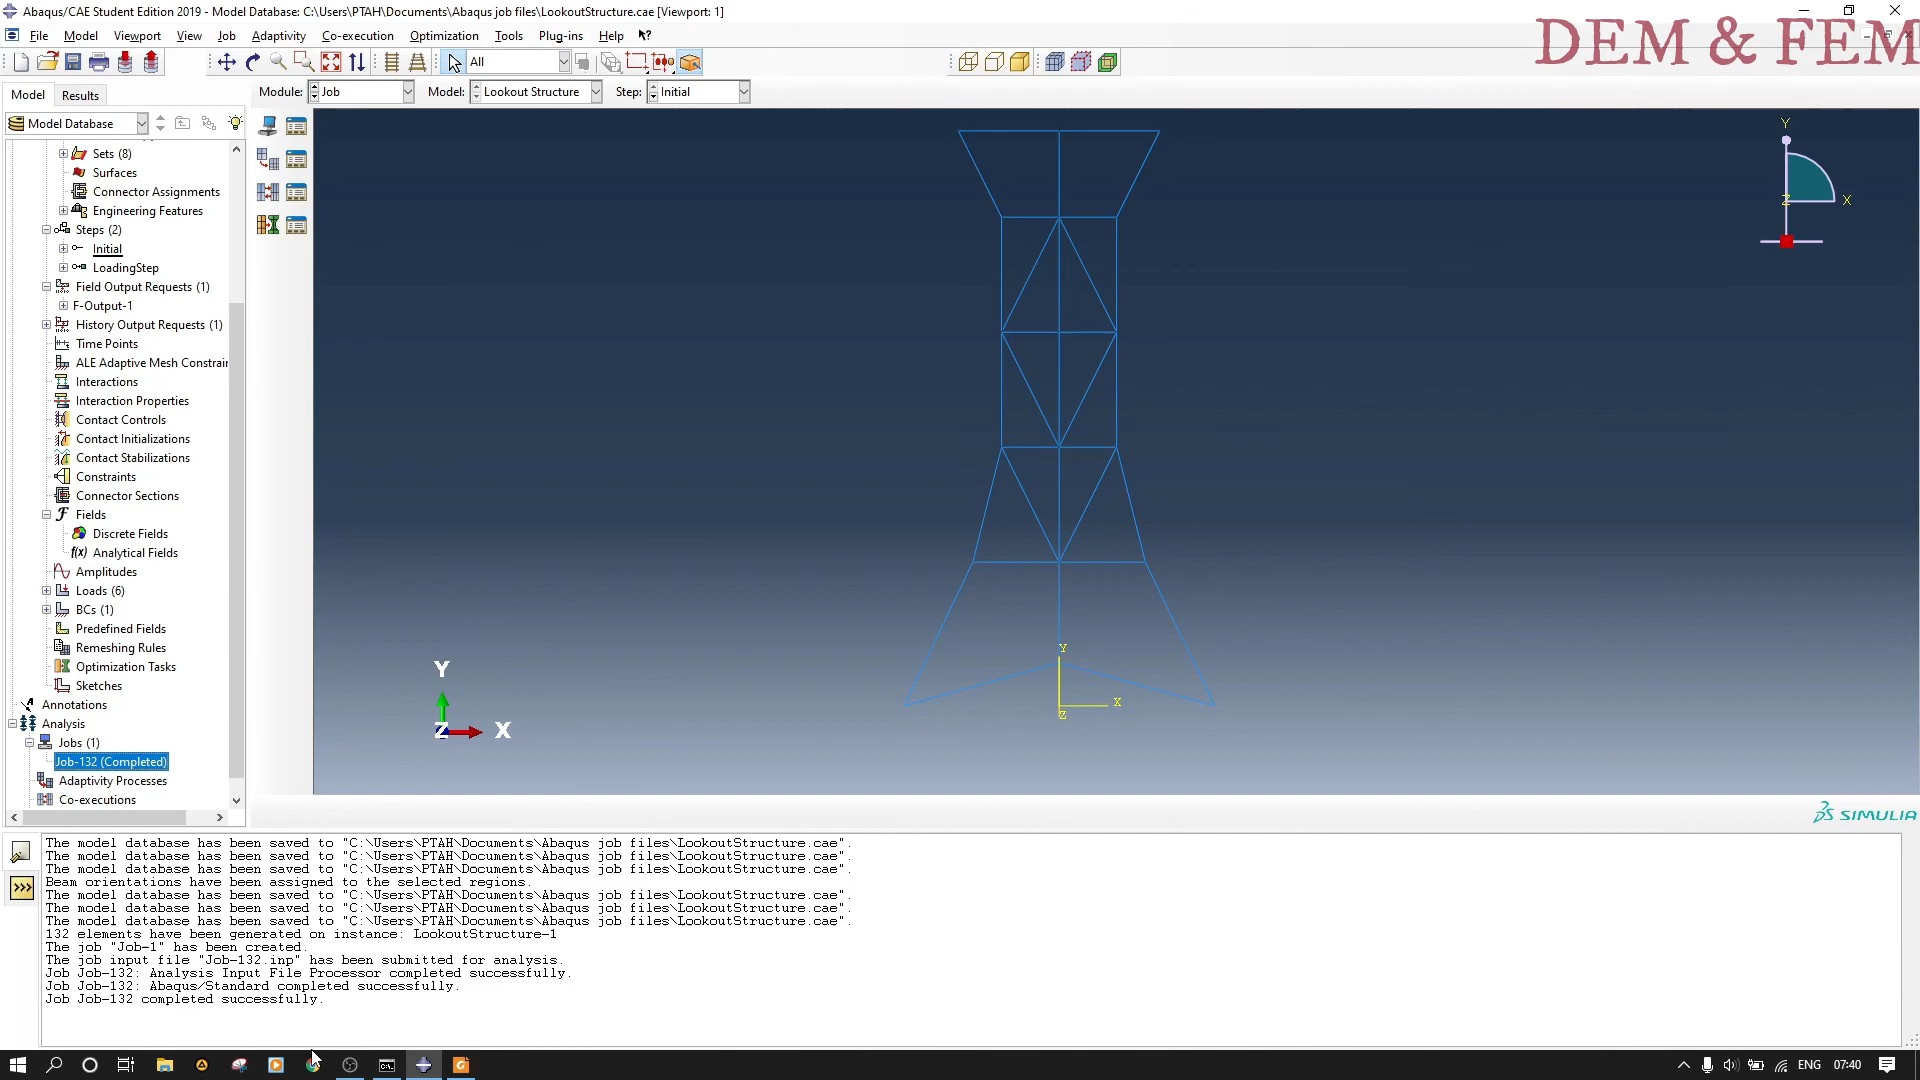 Abaqus/CAE Student Edition 2019 - Model Database: C:\Users\PTAH\Documents\Abaqus job files\LookoutStructure.cae [Viewport: 1]
File Model Viewport View Job Adaptivity Co-execution Optimization Tools Plug-ins Help
DEM & FEM
All
Model Results
Module: Job Model: Lookout Structure Step: Initial
Model Database
Sets (8)
Surfaces
Connector Assignments
Engineering Features
Steps (2)
Initial
LoadingStep
Field Output Requests (1)
F-Output-1
History Output Requests (1)
Time Points
ALE Adaptive Mesh Constrai
Interactions
Interaction Properties
Contact Controls
Contact Initializations
Contact Stabilizations
Constraints
Connector Sections
Fields
Discrete Fields
f(x) Analytical Fields
Amplitudes
Loads (6)
BCs (1)
Predefined Fields
Remeshing Rules
Optimization Tasks
Sketches
Annotations
Analysis
Jobs (1)
Job-132 (Completed)
Adaptivity Processes
Co-executions
Y
Z X
Y
X
Z
Y
Z X
SIMULIA
The model database has been saved to "C:\Users\PTAH\Documents\Abaqus job files\LookoutStructure.cae".
The model database has been saved to "C:\Users\PTAH\Documents\Abaqus job files\LookoutStructure.cae".
The model database has been saved to "C:\Users\PTAH\Documents\Abaqus job files\LookoutStructure.cae".
Beam orientations have been assigned to the selected regions.
The model database has been saved to "C:\Users\PTAH\Documents\Abaqus job files\LookoutStructure.cae".
The model database has been saved to "C:\Users\PTAH\Documents\Abaqus job files\LookoutStructure.cae".
The model database has been saved to "C:\Users\PTAH\Documents\Abaqus job files\LookoutStructure.cae".
132 elements have been generated on instance: LookoutStructure-1
The job "Job-1" has been created.
The job input file "Job-132.inp" has been submitted for analysis.
Job Job-132: Analysis Input File Processor completed successfully.
Job Job-132: Abaqus/Standard completed successfully.
Job Job-132 completed successfully.
ENG 07:40